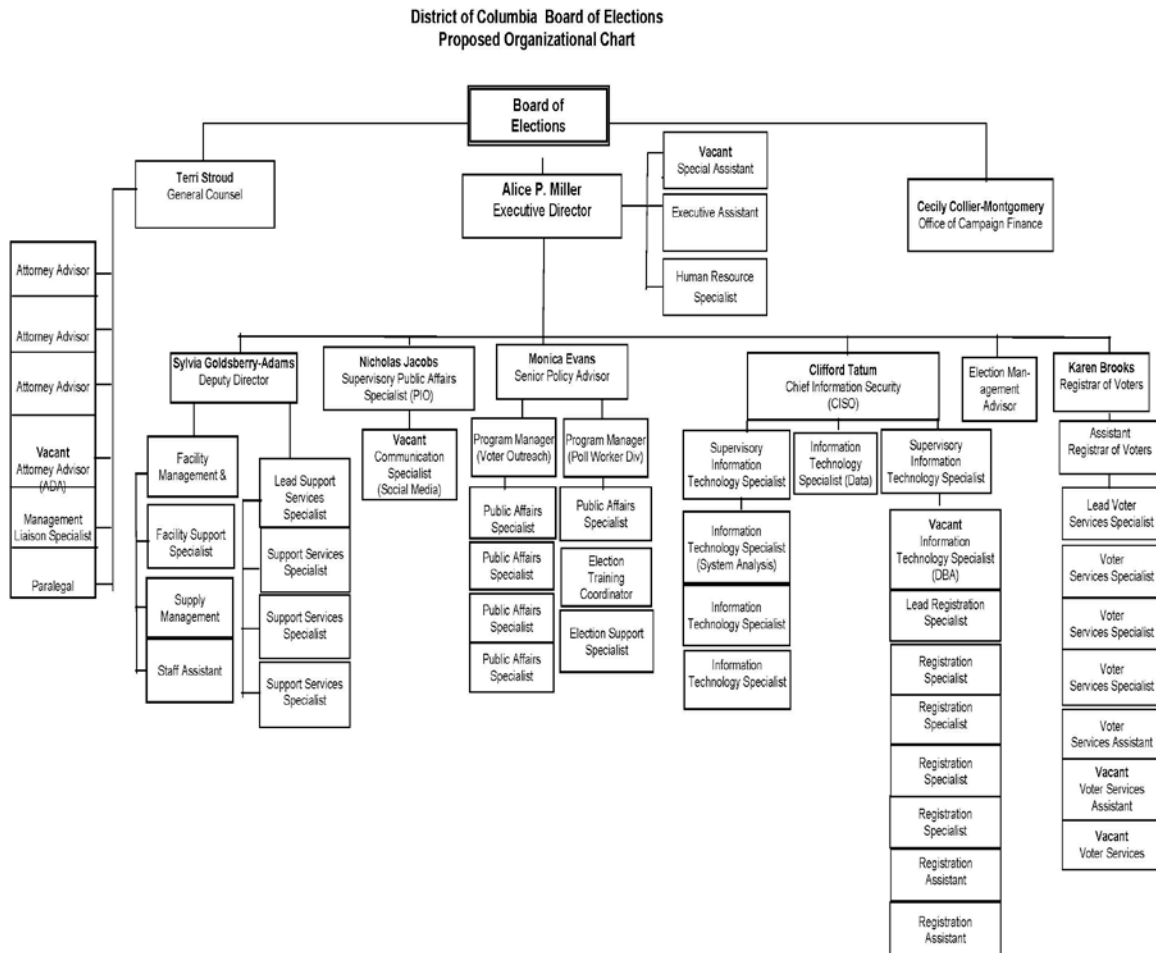 District of Columbia Board of Elections
Proposed Organizational Chart
Board of
Elections
Terri Stroud
General Counsel
Alice P. Miller
Executive Director
Vacant
Special Assistant
Executive Assistant
Human Resource
Specialist
Cecily Collier-Montgomery
Office of Campaign Finance
Attorney Advisor
Attorney Advisor
Attorney Advisor
Vacant
Attorney Advisor
(ADA)
Management
Liaison Specialist
Paralegal
Sylvia Goldsberry-Adams
Deputy Director
Facility
Management &
Facility Support
Specialist
Supply
Management
Staff Assistant
Lead Support
Services
Specialist
Support Services
Specialist
Support Services
Specialist
Support Services
Specialist
Nicholas Jacobs
Supervisory Public Affairs
Specialist (PIO)
Vacant
Communication
Specialist
(Social Media)
Monica Evans
Senior Policy Advisor
Program Manager
(Voter Outreach)
Public Affairs
Specialist
Public Affairs
Specialist
Public Affairs
Specialist
Public Affairs
Specialist
Program Manager
(Poll Worker Div)
Public Affairs
Specialist
Election
Training
Coordinator
Election Support
Specialist
Clifford Tatum
Chief Information Security
(CISO)
Supervisory
Information
Technology Specialist
Information
Technology Specialist
(System Analysis)
Information
Technology Specialist
Information
Technology Specialist
Information
Technology
Specialist (Data)
Supervisory
Information
Technology Specialist
Vacant
Information
Technology Specialist
(DBA)
Lead Registration
Specialist
Registration
Specialist
Registration
Specialist
Registration
Specialist
Registration
Specialist
Registration
Assistant
Registration
Assistant
Election Man-
agement
Advisor
Karen Brooks
Registrar of Voters
Assistant
Registrar of Voters
Lead Voter
Services Specialist
Voter
Services Specialist
Voter
Services Specialist
Voter
Services Specialist
Voter
Services Assistant
Vacant
Voter Services
Assistant
Vacant
Voter Services